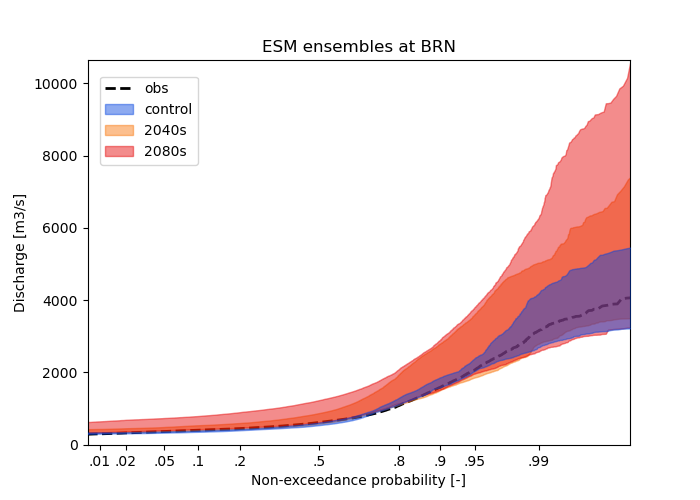 ESM ensembles at BRN
obs
control
2040s
2080s
Discharge [m3/s]
10000
8000
6000
4000
2000
0
.01 .02 .05 .1 .2 .5 .8 .9 .95 .99
Non-exceedance probability [-]